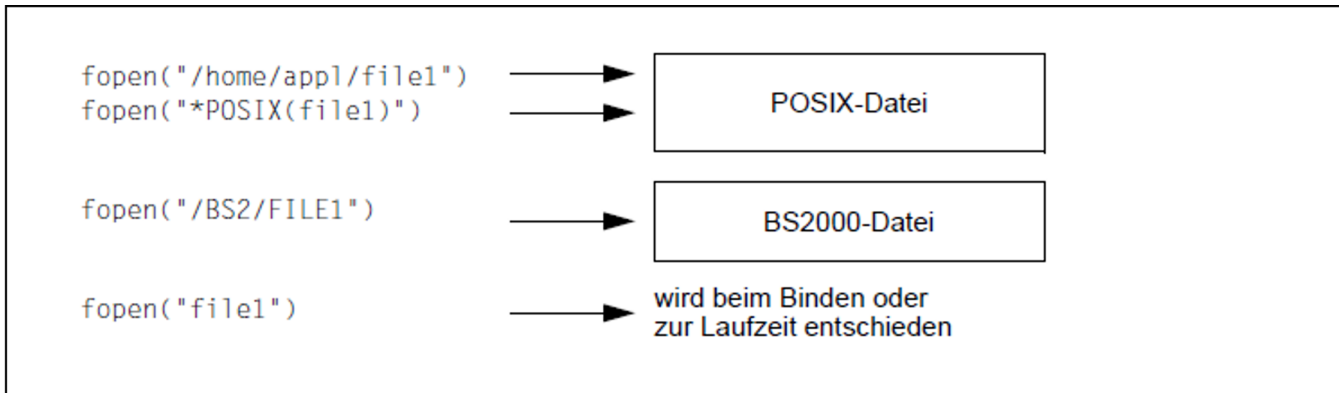 fopen("/home/appl/file1")
fopen("*POSIX(file1)")
POSIX-Datei
fopen("/BS2/FILE1")
BS2000-Datei
fopen("file1")
wird beim Binden oder
zur Laufzeit entschieden